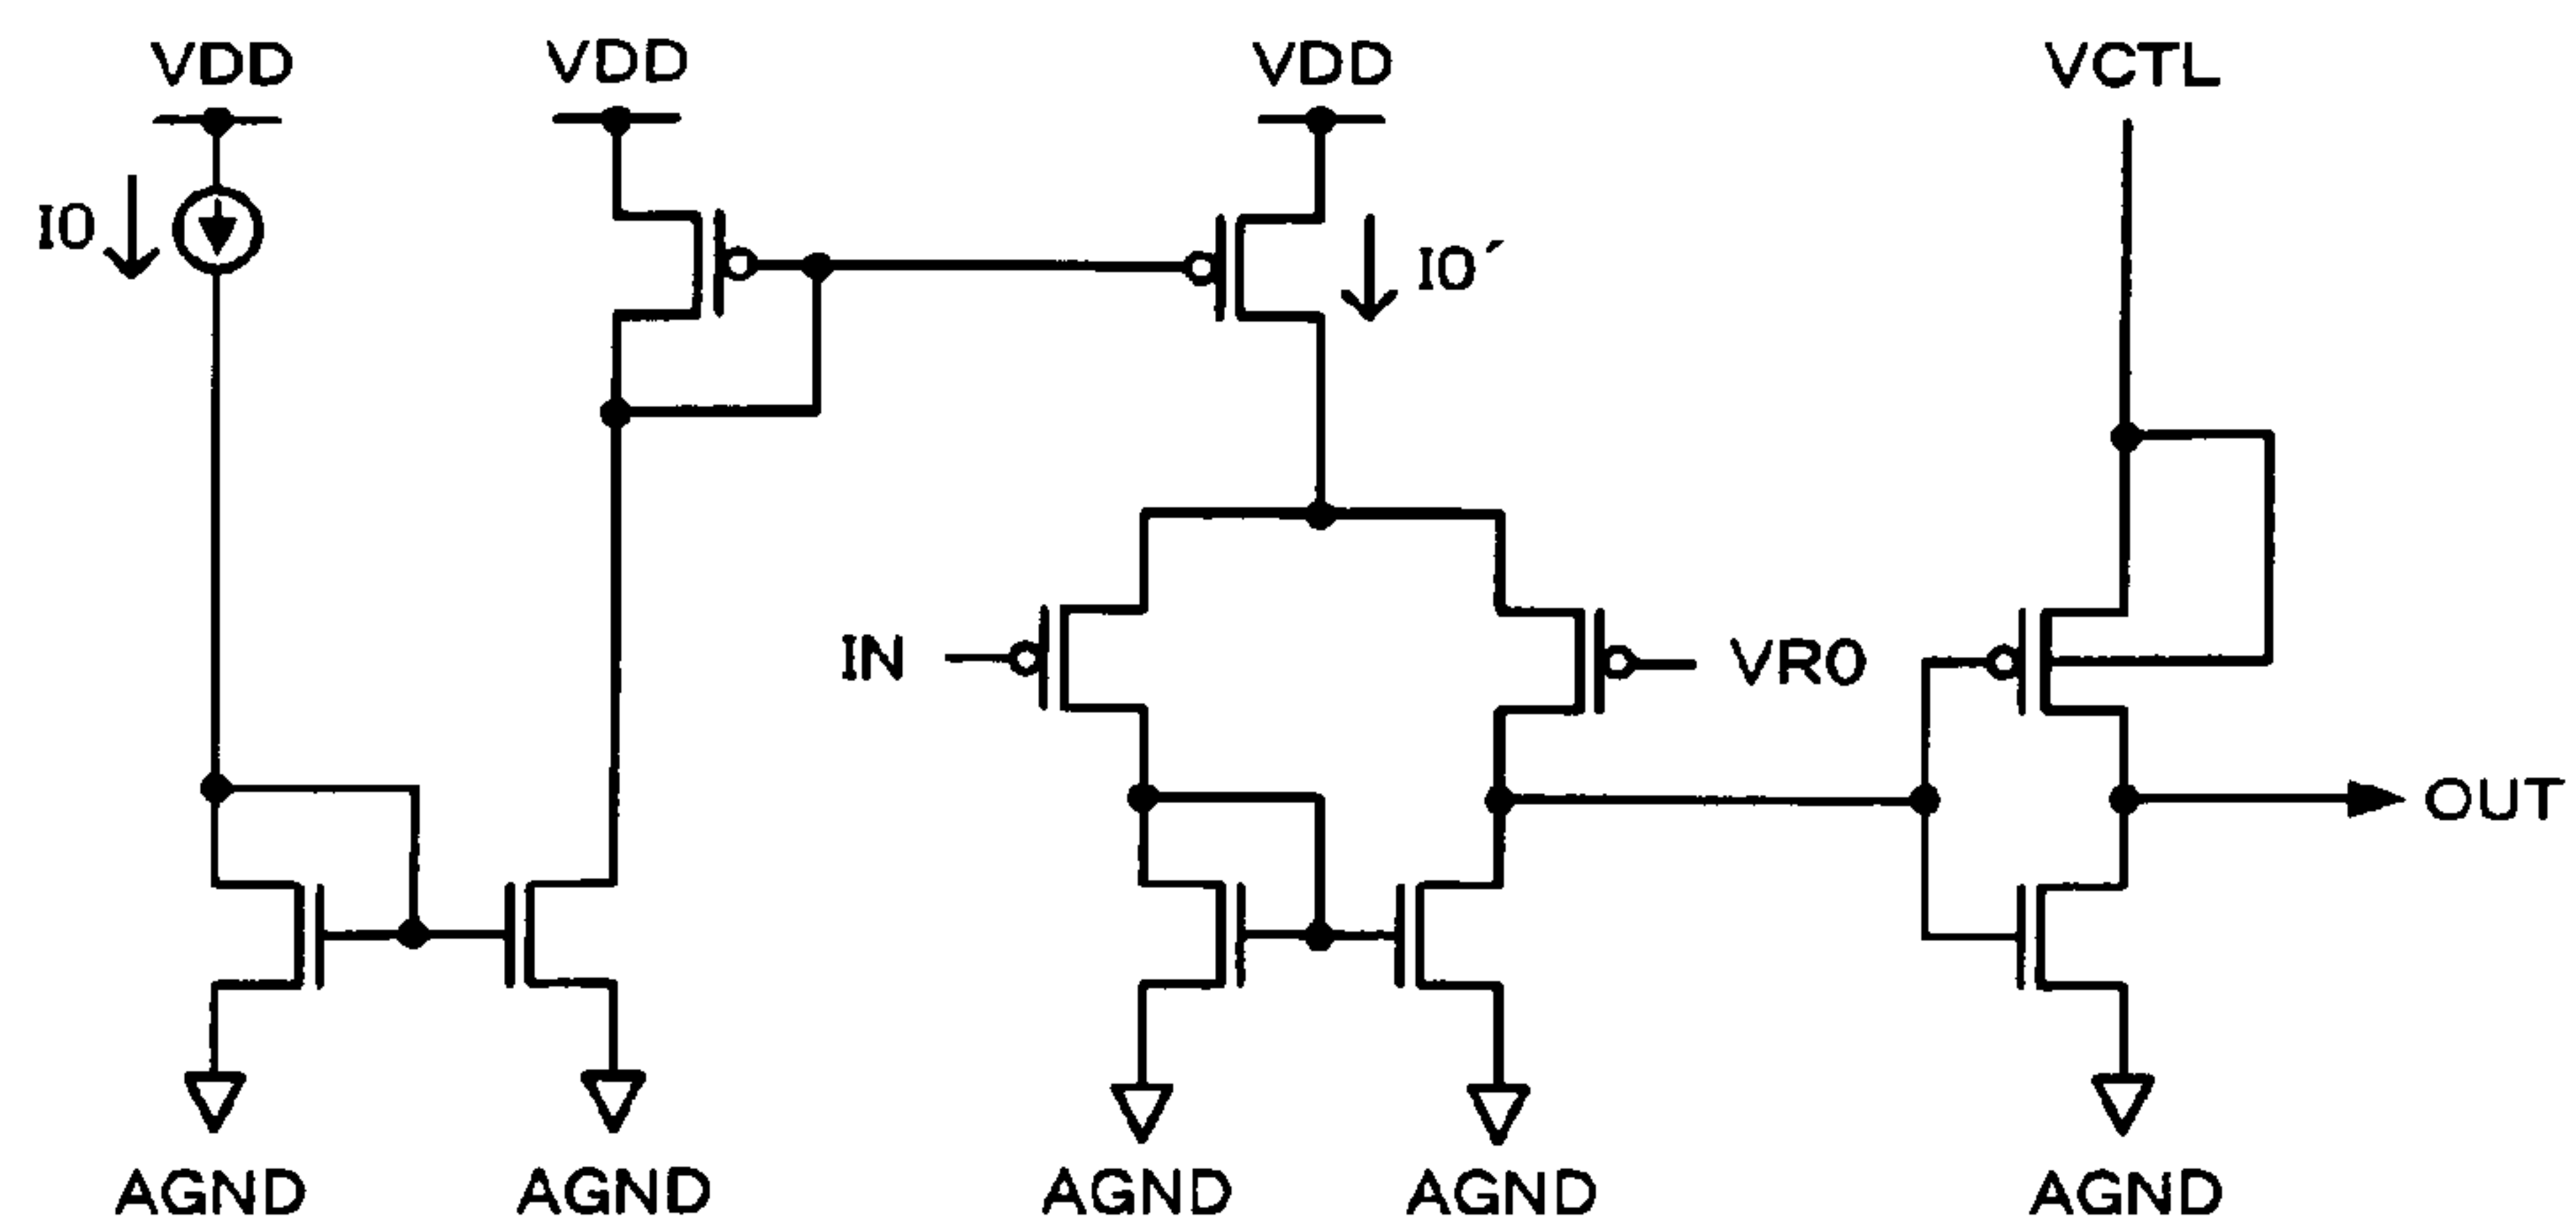 VDD VDD VDD VCTL
I0 I0´
IN VR0
OUT
AGND AGND AGND AGND AGND